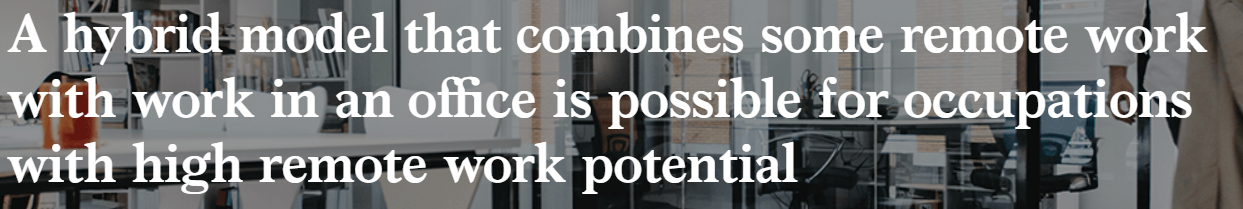 A hybrid model that combines some remote work
with work in an office is possible for occupations
with high remote work potential